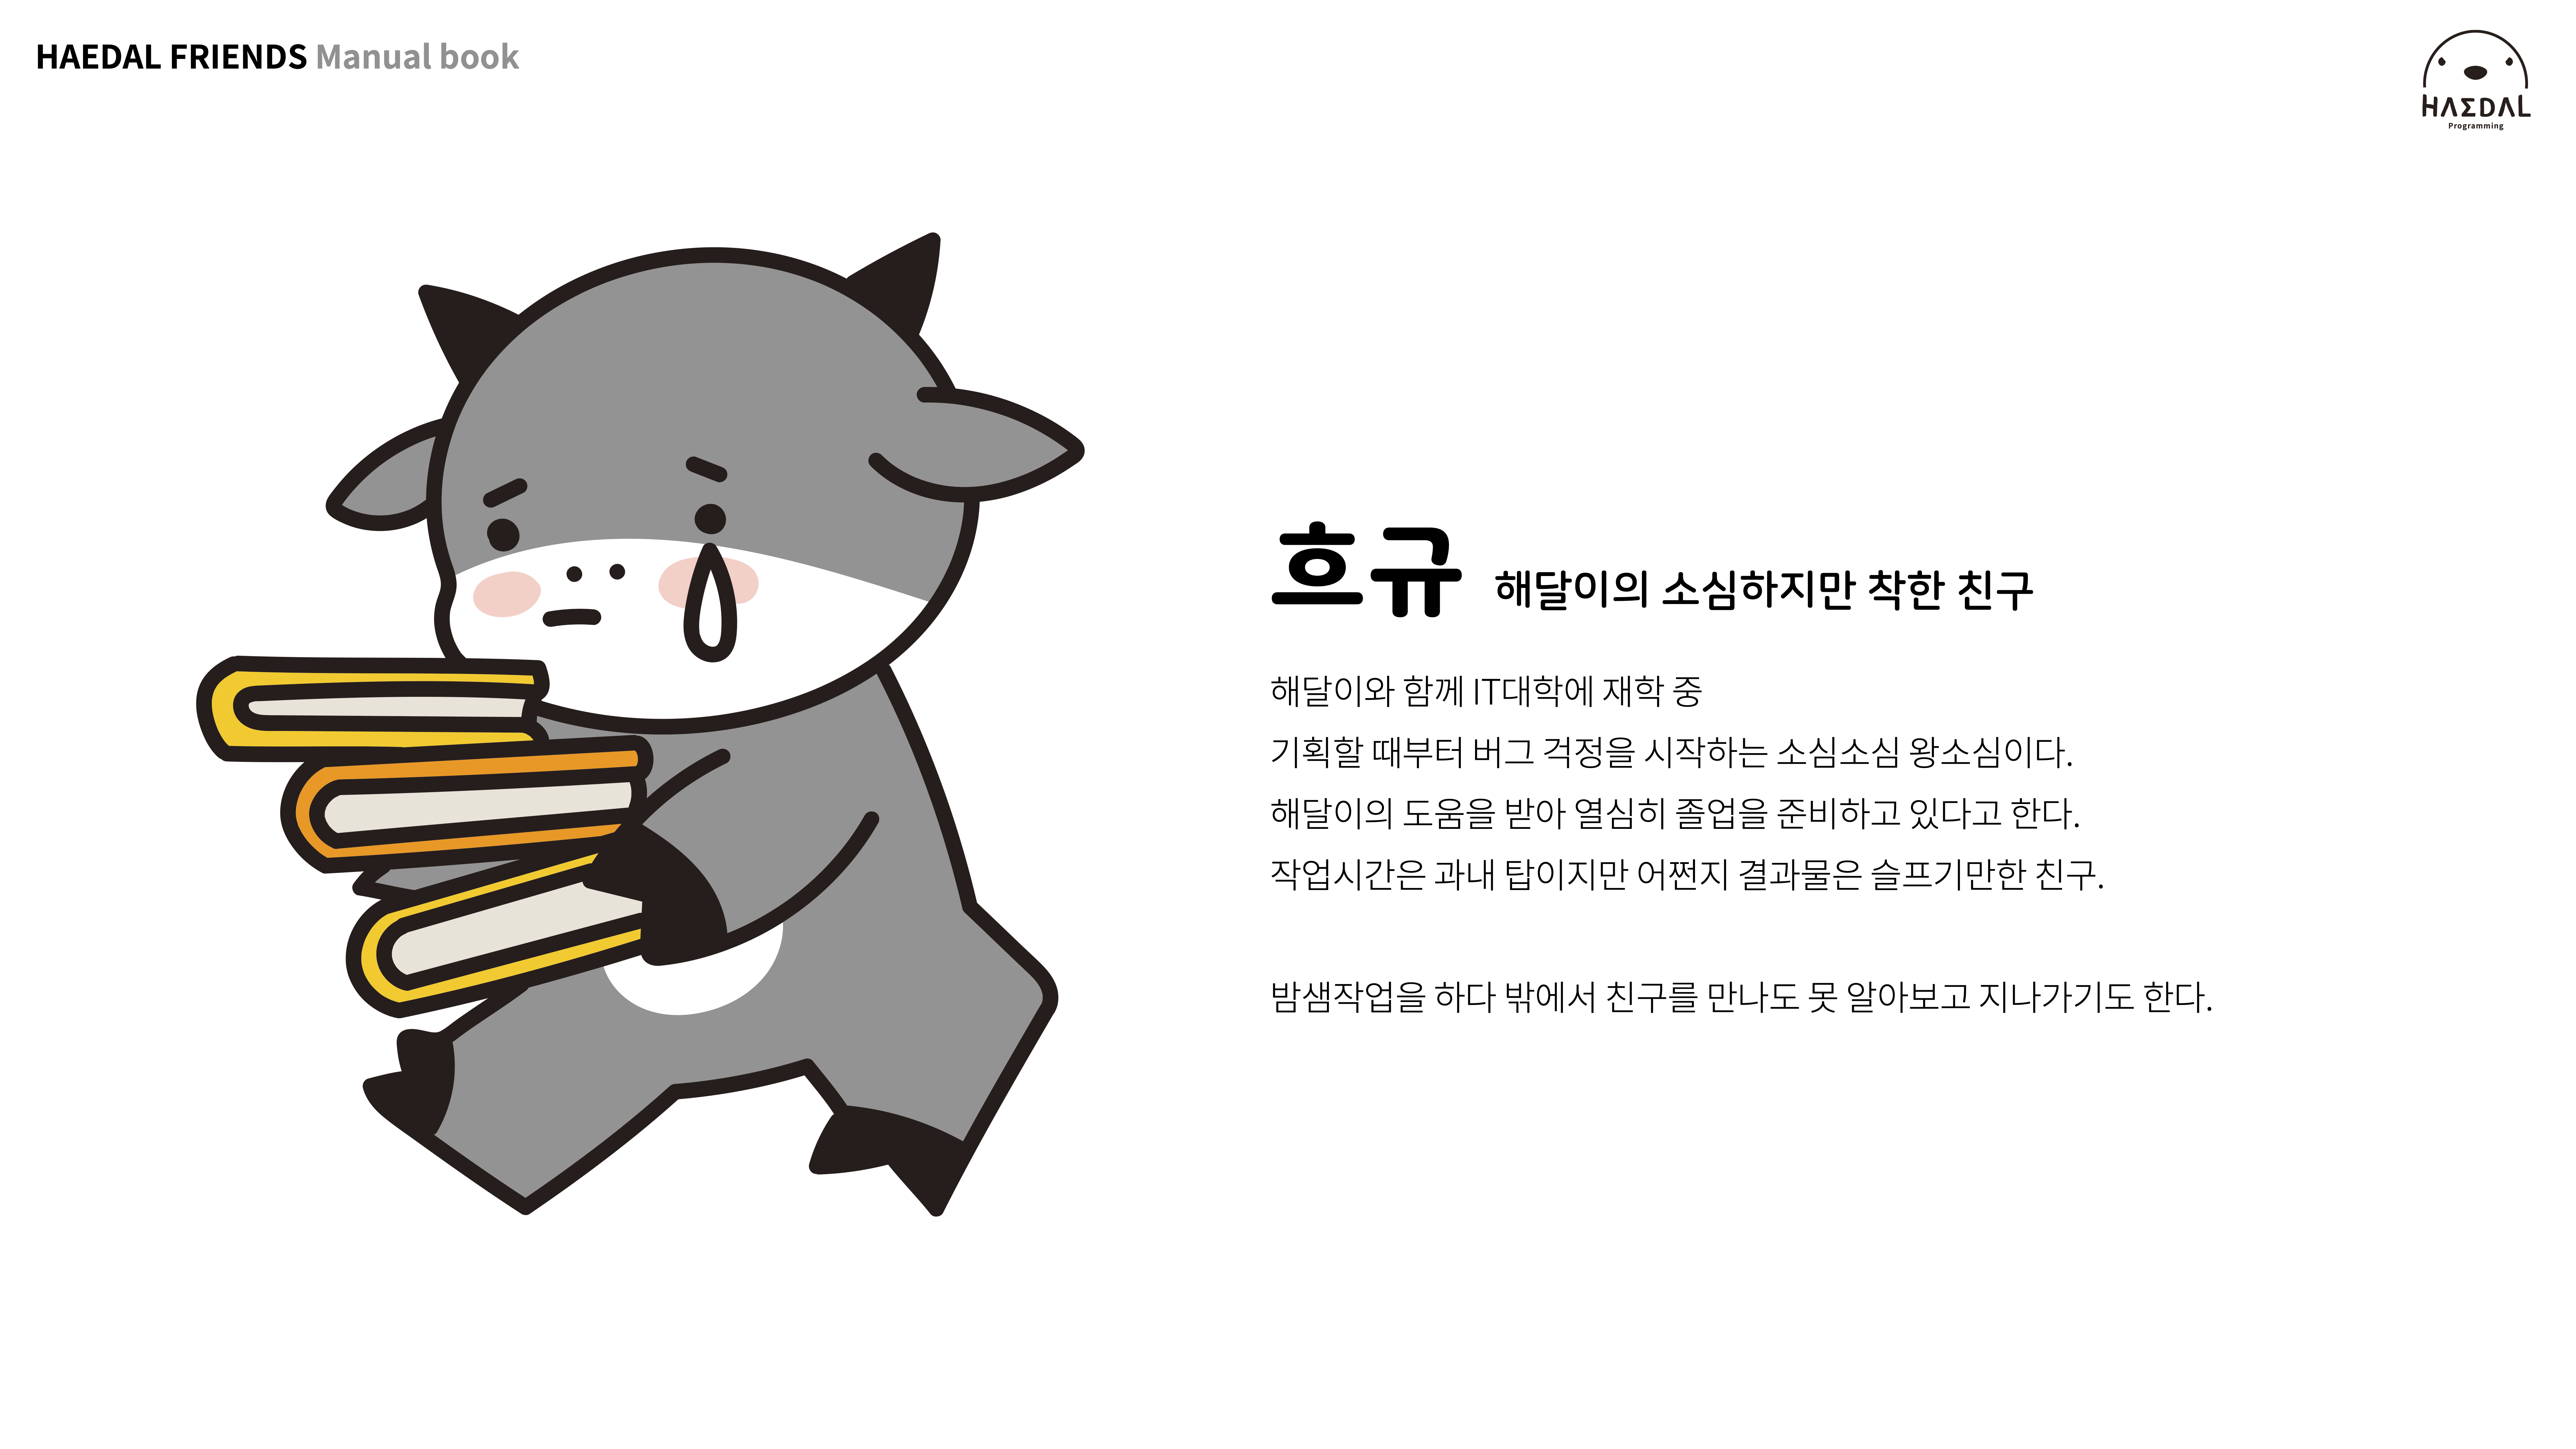 HAEDAL FRIENDS Manual book
HAΣDAL
Programming
흐규 해달이의 소심하지만 착한 친구
해달이와 함께 IT대학에 재학 중
기획할 때부터 버그 걱정을 시작하는 소심소심 왕소심이다.
해달이의 도움을 받아 열심히 졸업을 준비하고 있다고 한다.
작업시간은 과내 탑이지만 어쩐지 결과물은 슬프기만한 친구.
밤샘작업을 하다 밖에서 친구를 만나도 못 알아보고 지나가기도 한다.